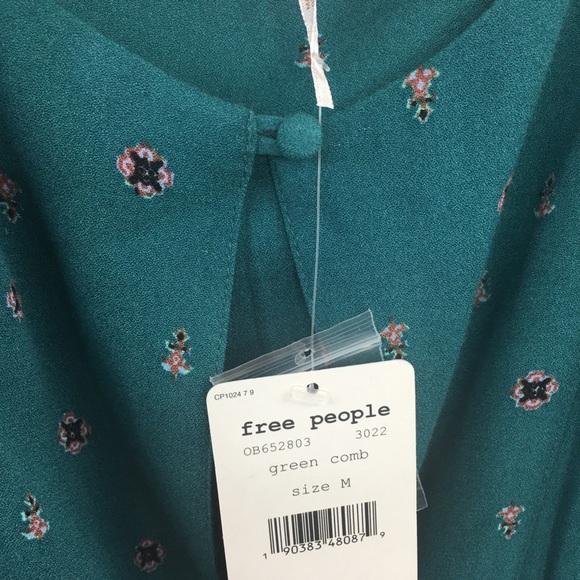 CP1024 7 9
free people
OB652803 3022
green comb
size M
1 90383 48087 9